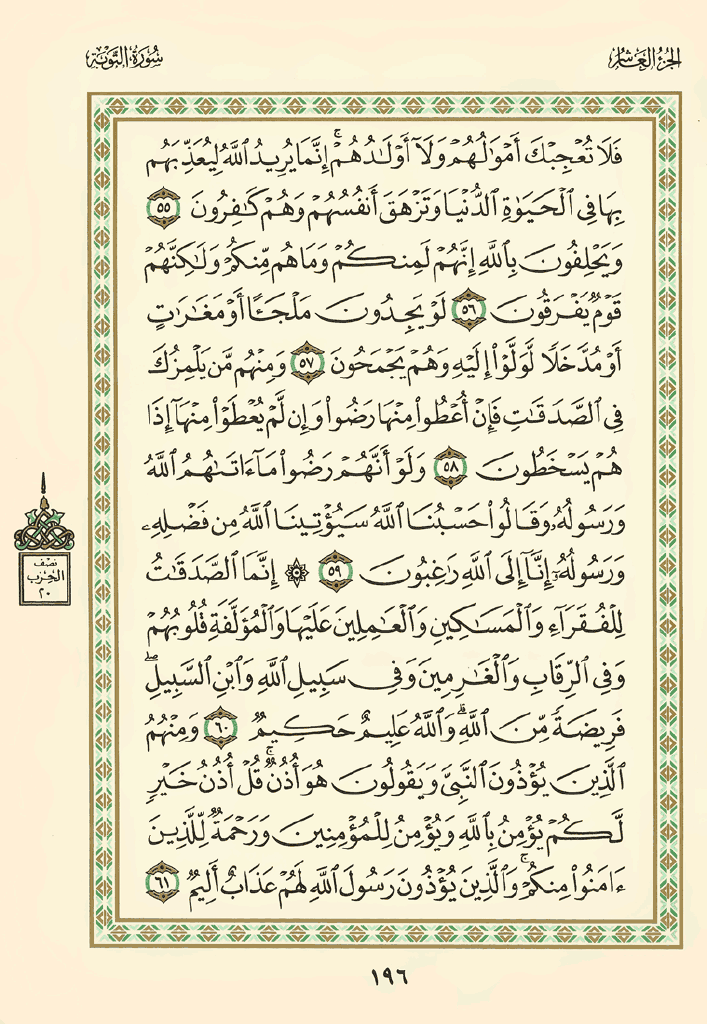 الجزء العاشر
سورة التوبة
فَلَا تُعْجِبْكَ أَمْوَٰلُهُمْ وَلَآ أَوْلَـٰدُهُمْ ۚ إِنَّمَا يُرِيدُ ٱللَّهُ لِيُعَذِّبَهُم
بِهَا فِى ٱلْحَيَوٰةِ ٱلدُّنْيَا وَتَزْهَقَ أَنفُسُهُمْ وَهُمْ كَـٰفِرُونَ ٥٥
وَيَحْلِفُونَ بِٱللَّهِ إِنَّهُمْ لَمِنكُمْ وَمَا هُم مِّنكُمْ وَلَـٰكِنَّهُمْ
قَوْمٌ يَفْرَقُونَ ٥٦ لَوْ يَجِدُونَ مَلْجَـًٔا أَوْ مَغَـٰرَٰتٍ
أَوْ مُدَّخَلًا لَّوَلَّوْا۟ إِلَيْهِ وَهُمْ يَجْمَحُونَ ٥٧ وَمِنْهُم مَّن يَلْمِزُكَ
فِى ٱلصَّدَقَـٰتِ فَإِنْ أُعْطُوا۟ مِنْهَا رَضُوا۟ وَإِن لَّمْ يُعْطَوْا۟ مِنْهَآ إِذَا
هُمْ يَسْخَطُونَ ٥٨ وَلَوْ أَنَّهُمْ رَضُوا۟ مَآ ءَاتَىٰهُمُ ٱللَّهُ
وَرَسُولُهُۥ وَقَالُوا۟ حَسْبُنَا ٱللَّهُ سَيُؤْتِينَا ٱللَّهُ مِن فَضْلِهِۦ
وَرَسُولُهُۥٓ إِنَّآ إِلَى ٱللَّهِ رَٰغِبُونَ ٥٩ ۞ إِنَّمَا ٱلصَّدَقَـٰتُ
لِلْفُقَرَآءِ وَٱلْمَسَـٰكِينِ وَٱلْعَـٰمِلِينَ عَلَيْهَا وَٱلْمُؤَلَّفَةِ قُلُوبُهُمْ
وَفِى ٱلرِّقَابِ وَٱلْغَـٰرِمِينَ وَفِى سَبِيلِ ٱللَّهِ وَٱبْنِ ٱلسَّبِيلِ ۖ
فَرِيضَةً مِّنَ ٱللَّهِ ۗ وَٱللَّهُ عَلِيمٌ حَكِيمٌ ٦٠ وَمِنْهُمُ
ٱلَّذِينَ يُؤْذُونَ ٱلنَّبِىَّ وَيَقُولُونَ هُوَ أُذُنٌ ۚ قُلْ أُذُنُ خَيْرٍ
لَّكُمْ يُؤْمِنُ بِٱللَّهِ وَيُؤْمِنُ لِلْمُؤْمِنِينَ وَرَحْمَةٌ لِّلَّذِينَ
ءَامَنُوا۟ مِنكُمْ ۚ وَٱلَّذِينَ يُؤْذُونَ رَسُولَ ٱللَّهِ لَهُمْ عَذَابٌ أَلِيمٌ ٦١
نصف
الحزب
٢٠
١٩٦